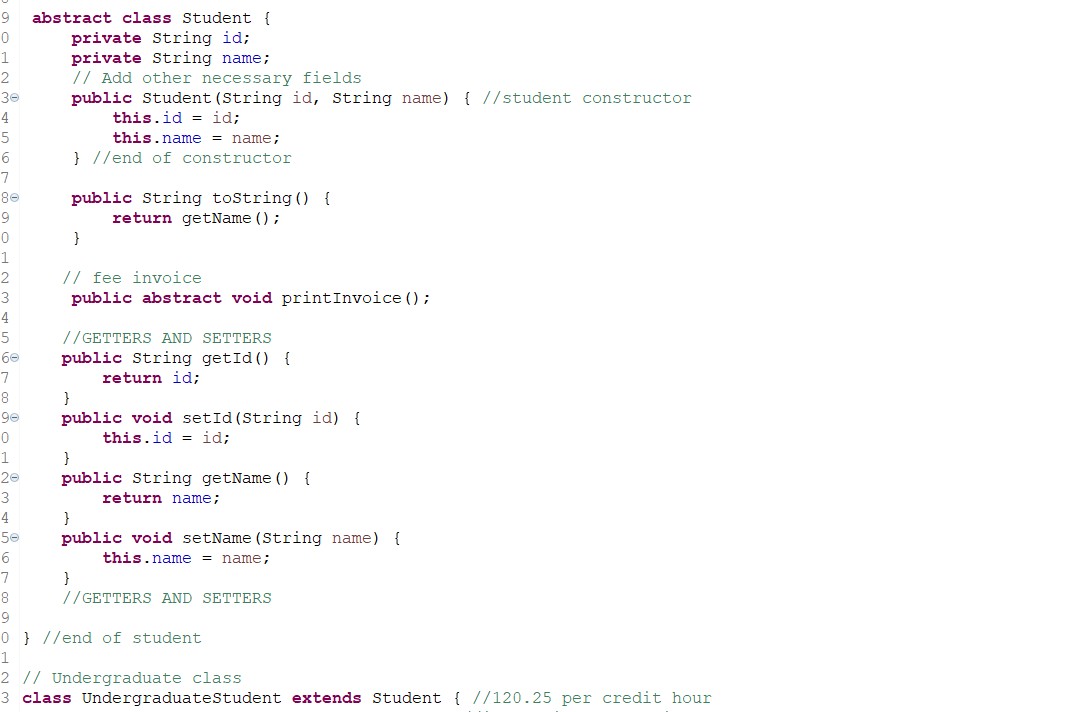 9 abstract class Student {
0 private String id;
1 private String name;
2 // Add other necessary fields
3 public Student(String id, String name) { //student constructor
4 this.id = id;
5 this.name = name;
6 } //end of constructor
7
8 public String toString() {
9 return getName();
0 }
1
2 // fee invoice
3 public abstract void printInvoice();
4
5 //GETTERS AND SETTERS
6 public String getId() {
7 return id;
8 }
9 public void setId(String id) {
0 this.id = id;
1 }
2 public String getName() {
3 return name;
4 }
5 public void setName(String name) {
6 this.name = name;
7 }
8 //GETTERS AND SETTERS
9
0 } //end of student
1
2 // Undergraduate class
3 class UndergraduateStudent extends Student { //120.25 per credit hour